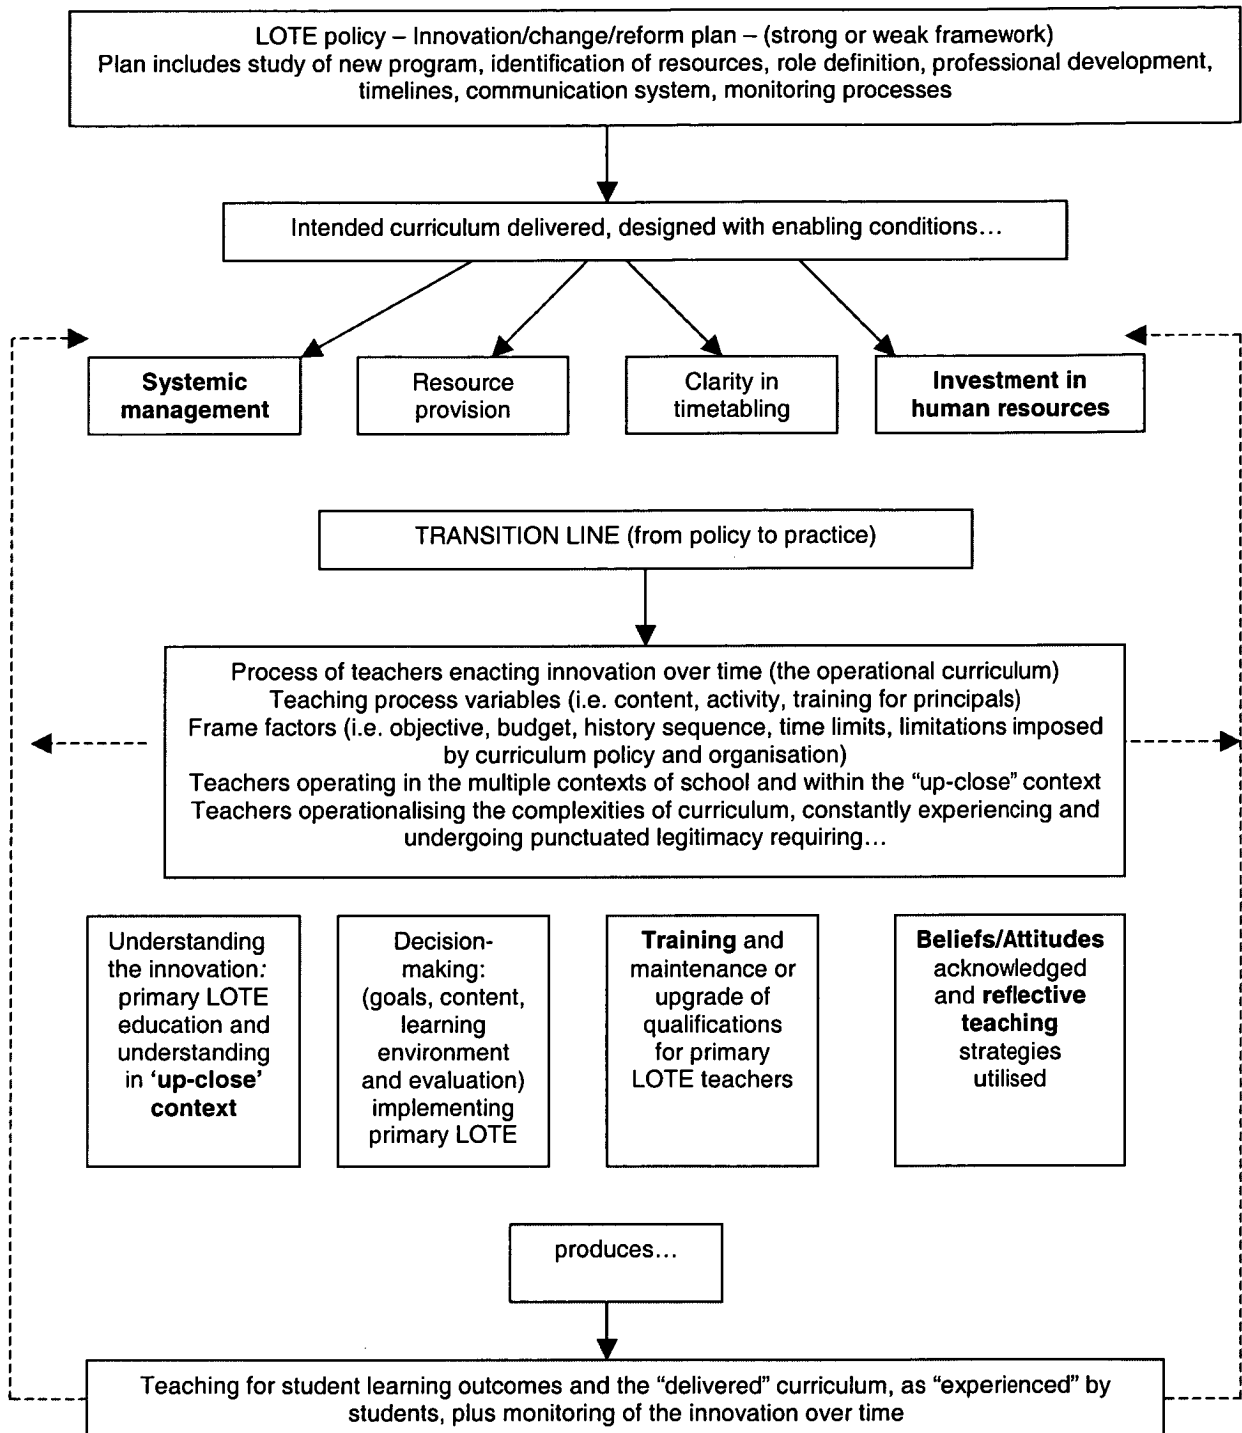 LOTE policy – Innovation/change/reform plan – (strong or weak framework)
Plan includes study of new program, identification of resources, role definition, professional development,
timelines, communication system, monitoring processes
Intended curriculum delivered, designed with enabling conditions…
Systemic
management
Resource
provision
Clarity in
timetabling
Investment in
human resources
TRANSITION LINE (from policy to practice)
Process of teachers enacting innovation over time (the operational curriculum)
Teaching process variables (i.e. content, activity, training for principals)
Frame factors (i.e. objective, budget, history sequence, time limits, limitations imposed
by curriculum policy and organisation)
Teachers operating in the multiple contexts of school and within the “up-close” context
Teachers operationalising the complexities of curriculum, constantly experiencing and
undergoing punctuated legitimacy requiring…
Understanding
the innovation:
primary LOTE
education and
understanding
in ‘up-close’
context
Decision-
making:
(goals, content,
learning
environment
and evaluation)
implementing
primary LOTE
Training and
maintenance or
upgrade of
qualifications
for primary
LOTE teachers
Beliefs/Attitudes
acknowledged
and reflective
teaching
strategies
utilised
produces…
Teaching for student learning outcomes and the “delivered” curriculum, as “experienced” by
students, plus monitoring of the innovation over time